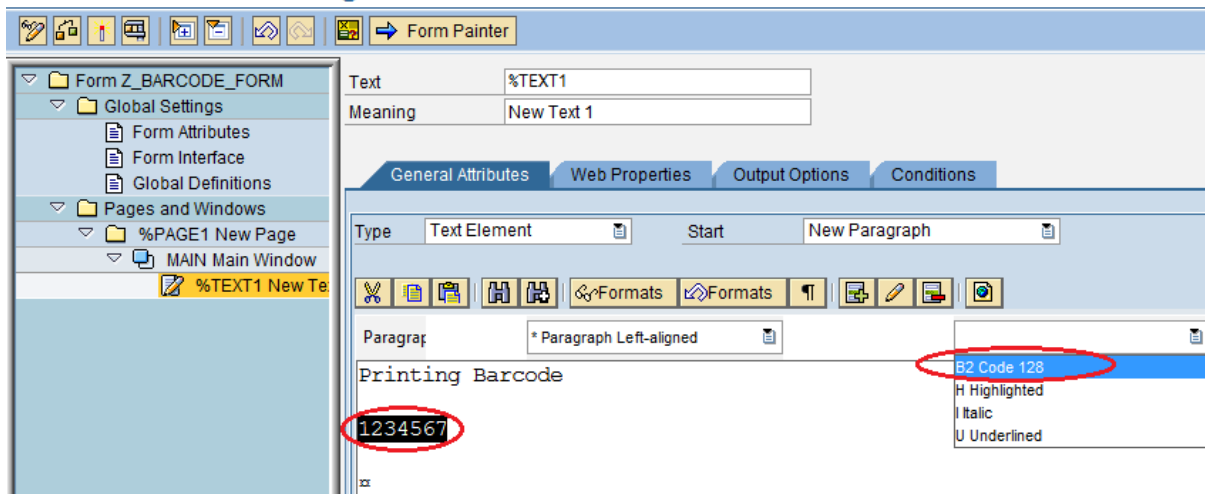 Form Painter
Form Z_BARCODE_FORM
Global Settings
Form Attributes
Form Interface
Global Definitions
Pages and Windows
%PAGE1 New Page
MAIN Main Window
%TEXT1 New Te
Text %TEXT1
Meaning New Text 1
General Attributes Web Properties Output Options Conditions
Type Text Element Start New Paragraph
Formats Formats ¶
Paragrap * Paragraph Left-aligned
B2 Code 128
H Highlighted
I Italic
U Underlined
Printing Barcode
1234567
¤